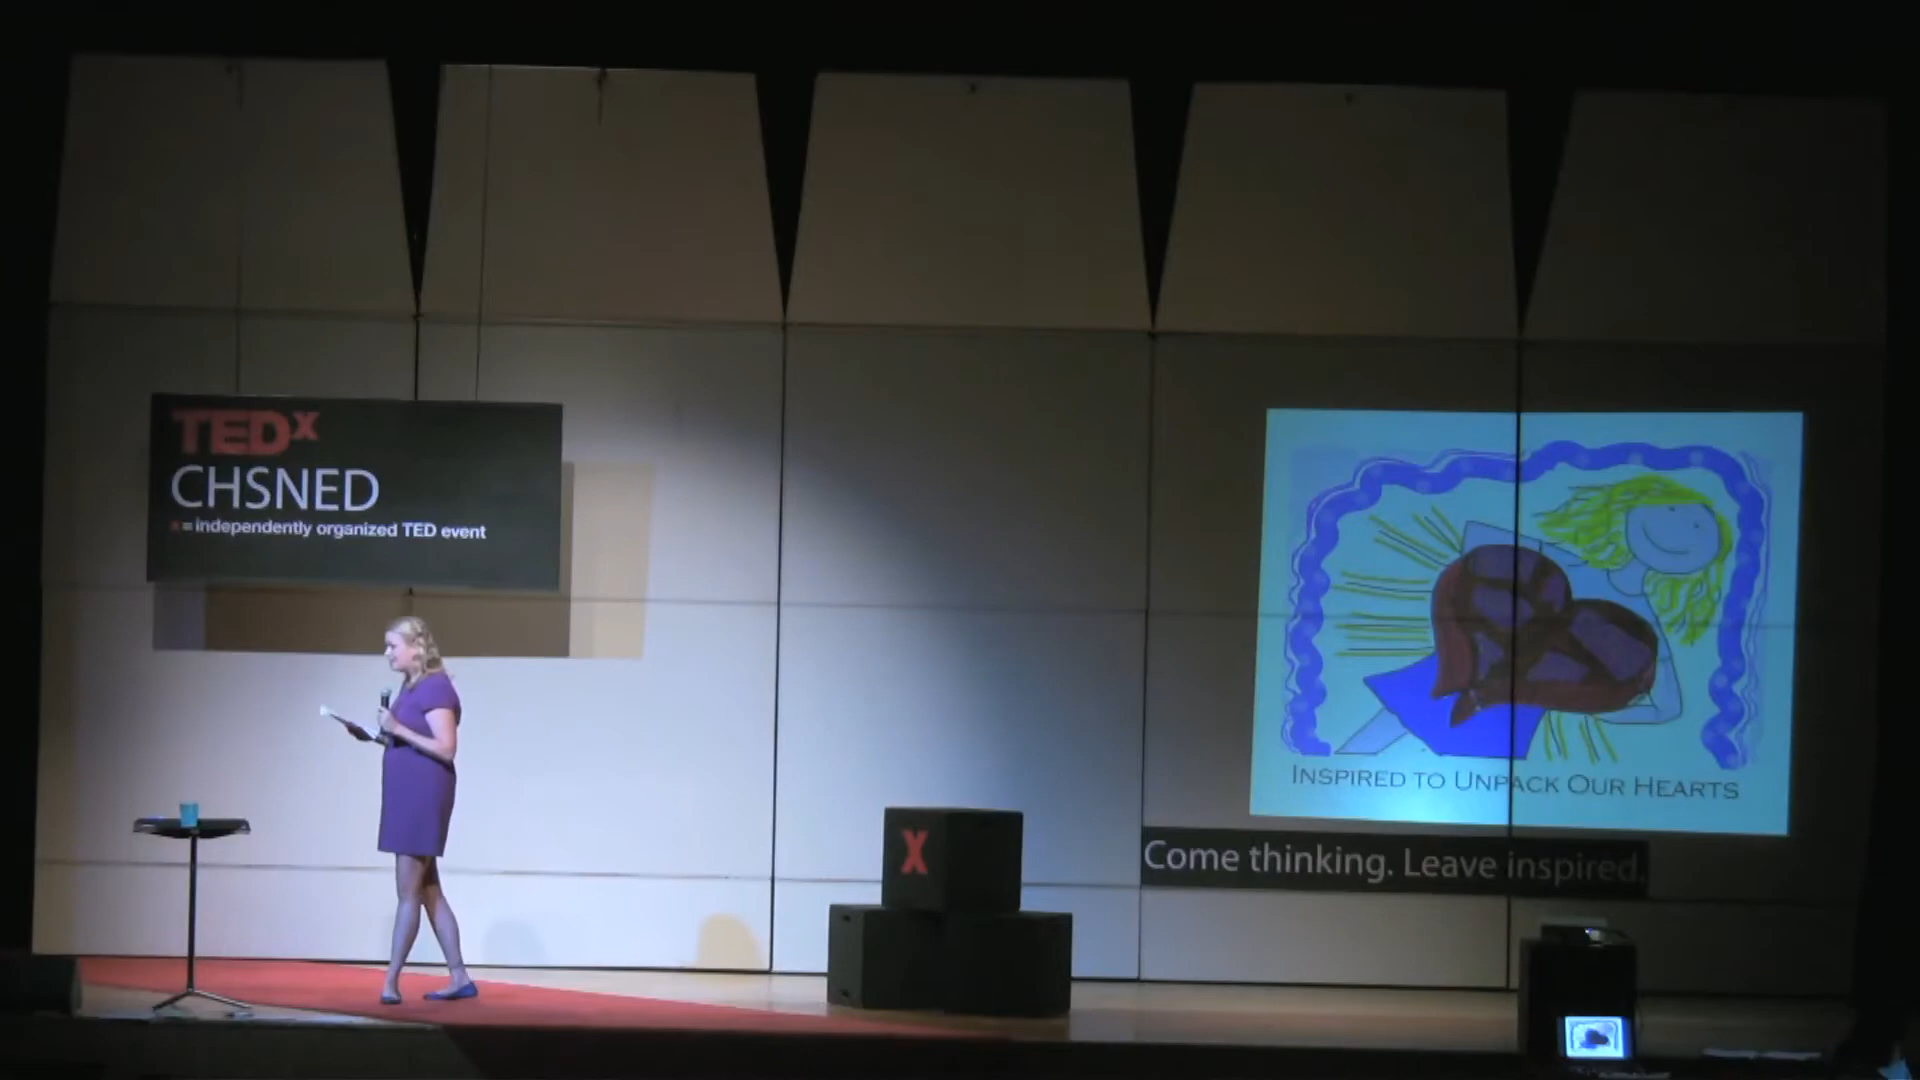 TEDx
CHSNED
x = independently organized TED event
INSPIRED TO UNPACK OUR HEARTS
Come thinking. Leave inspired.
X